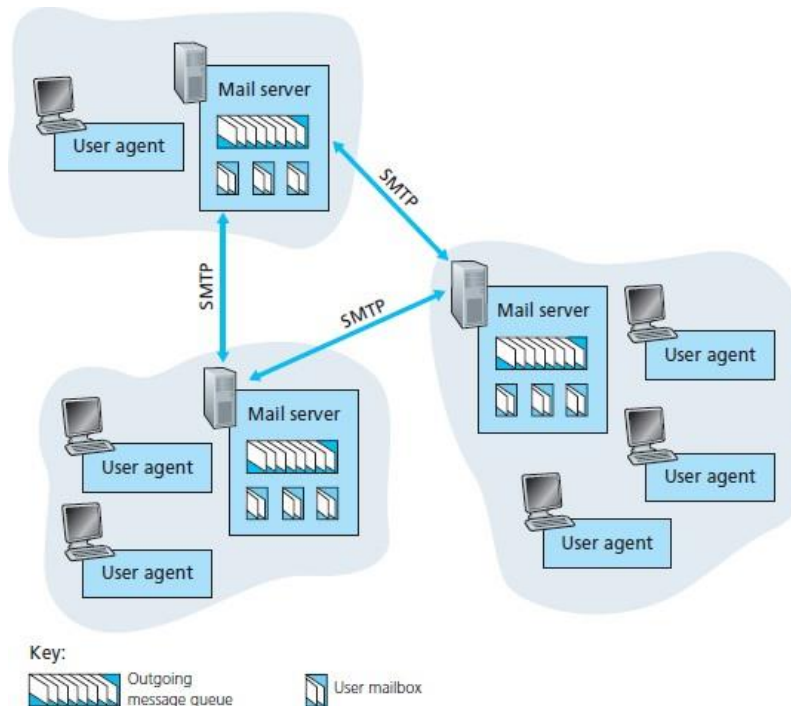 Mail server
User agent
SMTP
SMTP
SMTP
Mail server
User agent
User agent
User agent
Mail server
User agent
User agent
Key:
Outgoing
message queue
User mailbox